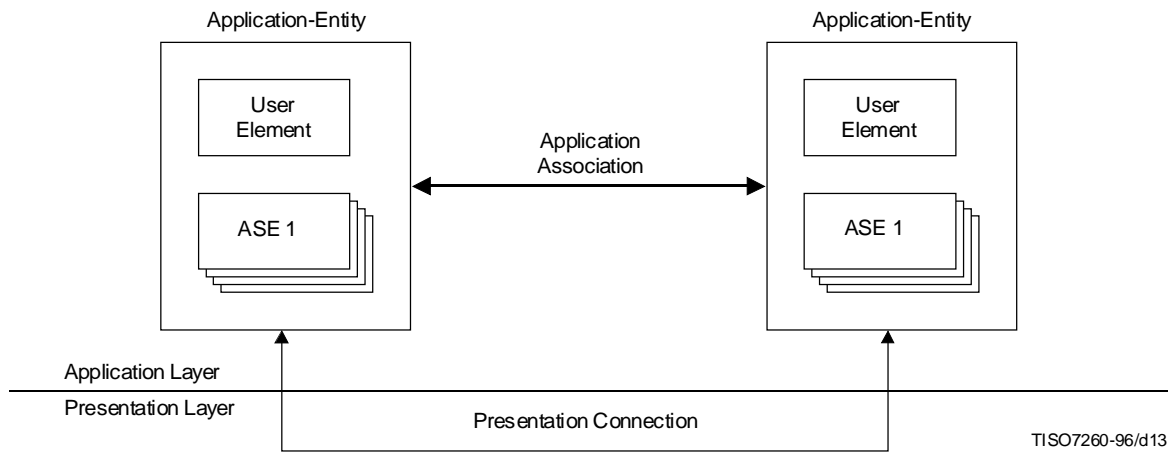 Application-Entity
Application-Entity
User
Element
User
Element
Application
Association
ASE 1
ASE 1
Application Layer
Presentation Layer
Presentation Connection
TISO7260-96/d13